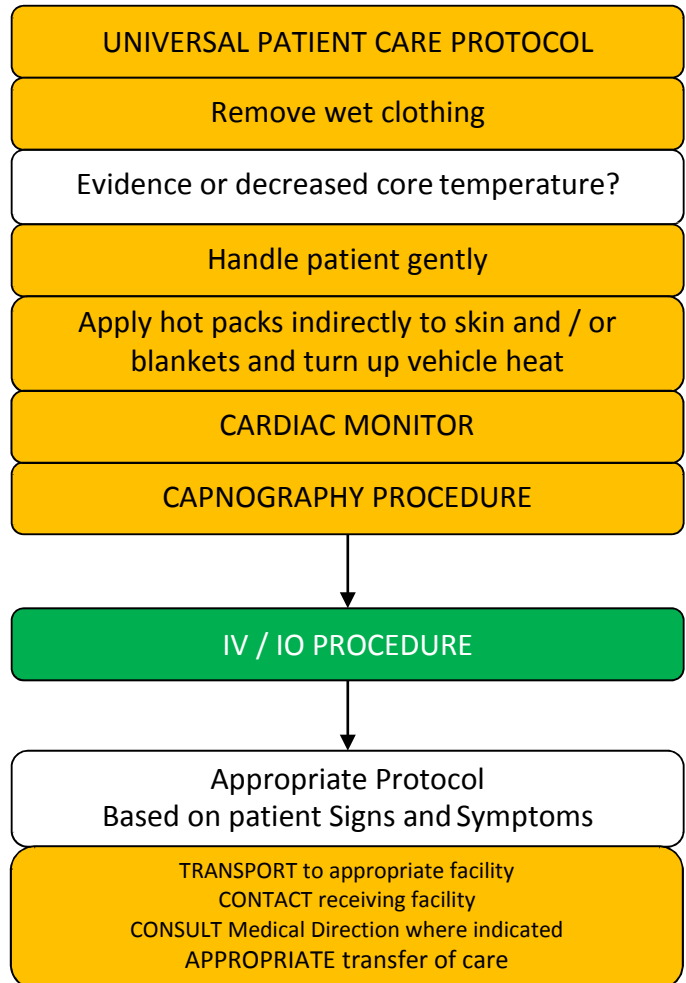 UNIVERSAL PATIENT CARE PROTOCOL
Remove wet clothing
Evidence or decreased core temperature?
Handle patient gently
Apply hot packs indirectly to skin and / or
blankets and turn up vehicle heat
CARDIAC MONITOR
CAPNOGRAPHY PROCEDURE
IV / IO PROCEDURE
Appropriate Protocol
Based on patient Signs and Symptoms
TRANSPORT to appropriate facility
CONTACT receiving facility
CONSULT Medical Direction where indicated
APPROPRIATE transfer of care